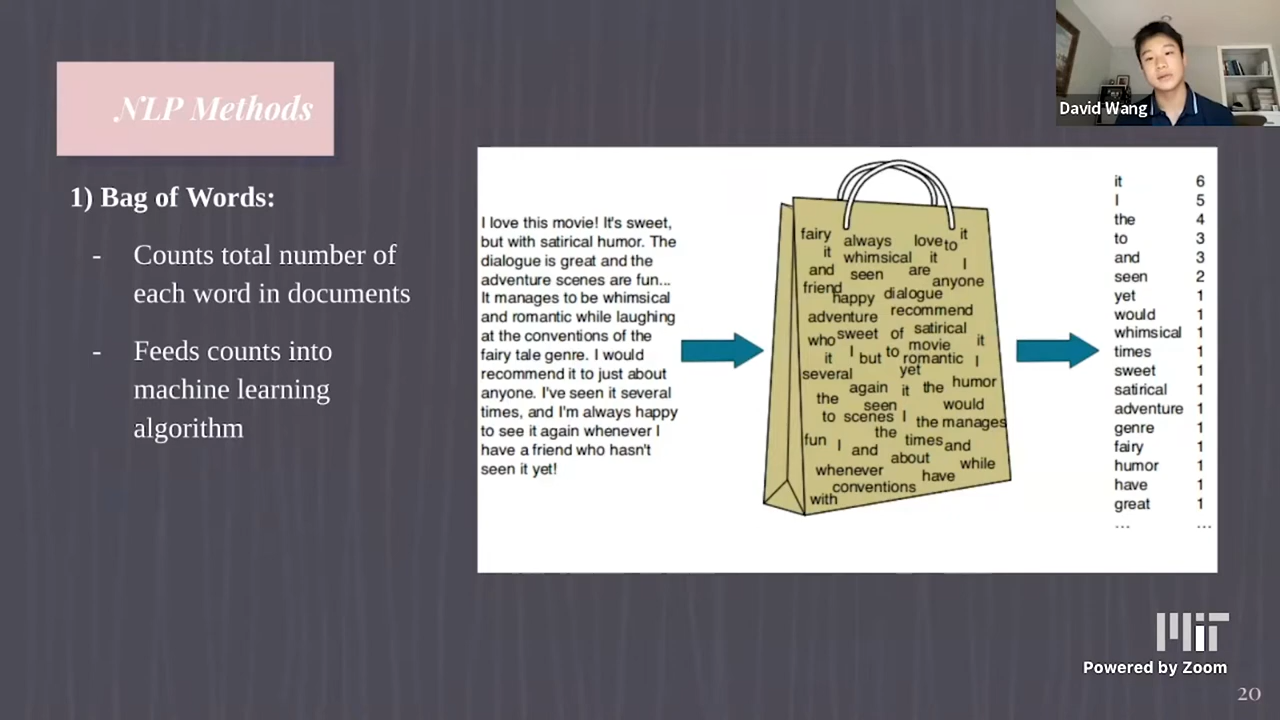 NLP Methods
David Wang
1) Bag of Words:
- Counts total number of
each word in documents
- Feeds counts into
machine learning
algorithm
I love this movie! It's sweet,
but with satirical humor. The
dialogue is great and the
adventure scenes are fun...
It manages to be whimsical
and romantic while laughing
at the conventions of the
fairy tale genre. I would
recommend it to just about
anyone. I've seen it several
times, and I'm always happy
to see it again whenever I
have a friend who hasn't
seen it yet!
fairy always love to it
it whimsical it I
and seen are anyone
friend happy dialogue
adventure recommend
who sweet of satirical
it I but to romantic movie it I
several yet
again it the humor
the seen would
to scenes I the manages
fun I and the times and
about
whenever have while
conventions
with
it 6
I 5
the 4
to 3
and 3
seen 2
yet 1
would 1
whimsical 1
times 1
sweet 1
satirical 1
adventure 1
genre 1
fairy 1
humor 1
have 1
great 1
... ...
MIT
Powered by Zoom
20